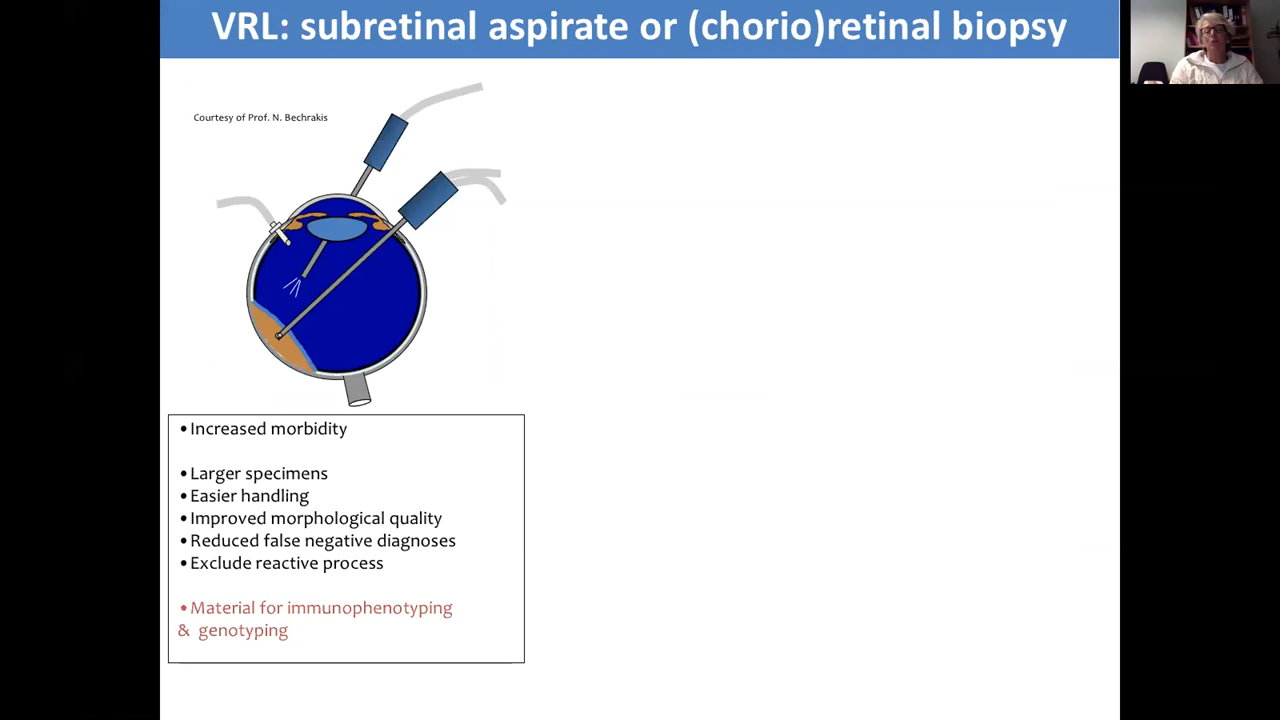 VRL: subretinal aspirate or (chorio)retinal biopsy
Courtesy of Prof. N. Bechrakis
•Increased morbidity
•Larger specimens
•Easier handling
•Improved morphological quality
•Reduced false negative diagnoses
•Exclude reactive process
•Material for immunophenotyping
& genotyping